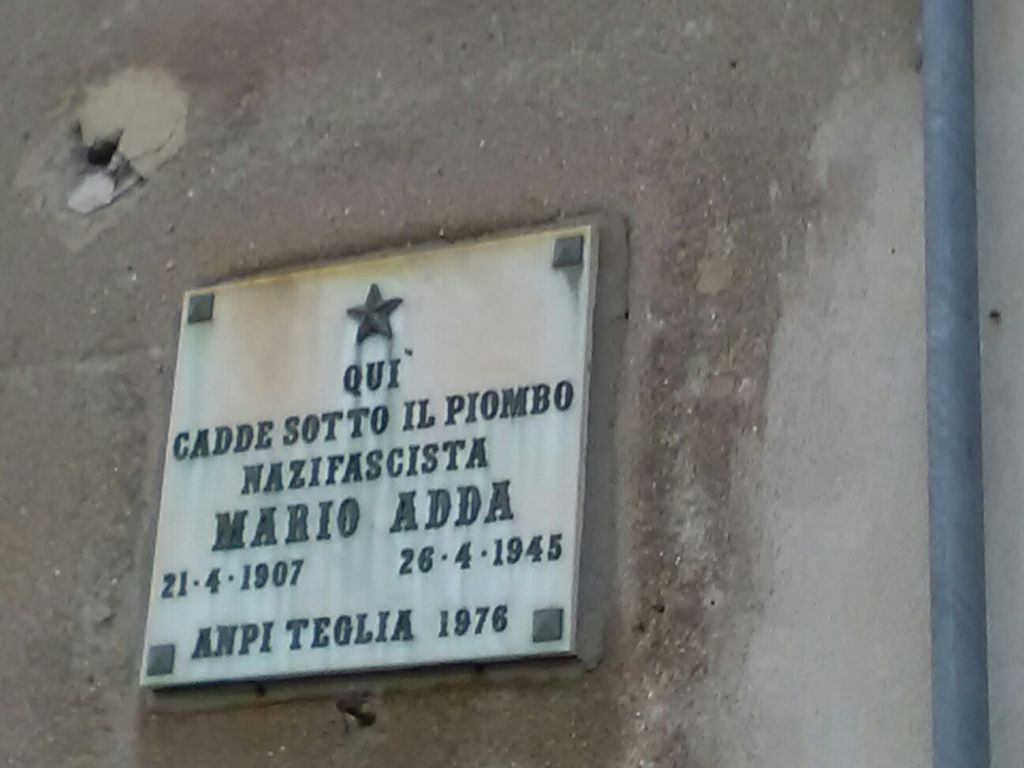 QUI
CADDE SOTTO IL PIOMBO
NAZIFASCISTA
MARIO ADDA
21·4·1907 26·4·1945
ANPI TEGLIA 1976